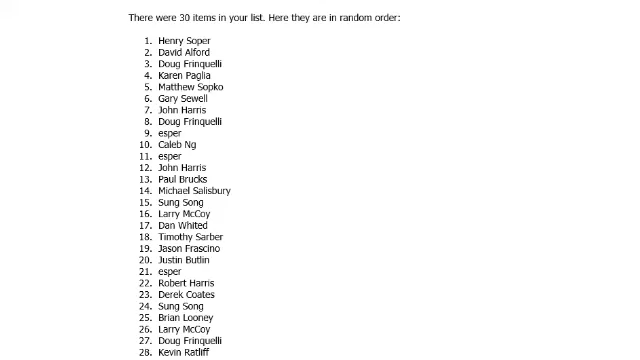 There were 30 items in your list. Here they are in random order:
1. Henry Soper
2. David Alford
3. Doug Frinquelli
4. Karen Paglia
5. Matthew Sopko
6. Gary Sewell
7. John Harris
8. Doug Frinquelli
9. esper
10. Caleb Ng
11. esper
12. John Harris
13. Paul Brucks
14. Michael Salisbury
15. Sung Song
16. Larry McCoy
17. Dan Whited
18. Timothy Sarber
19. Jason Frascino
20. Justin Butlin
21. esper
22. Robert Harris
23. Derek Coates
24. Sung Song
25. Brian Looney
26. Larry McCoy
27. Doug Frinquelli
28. Kevin Ratliff